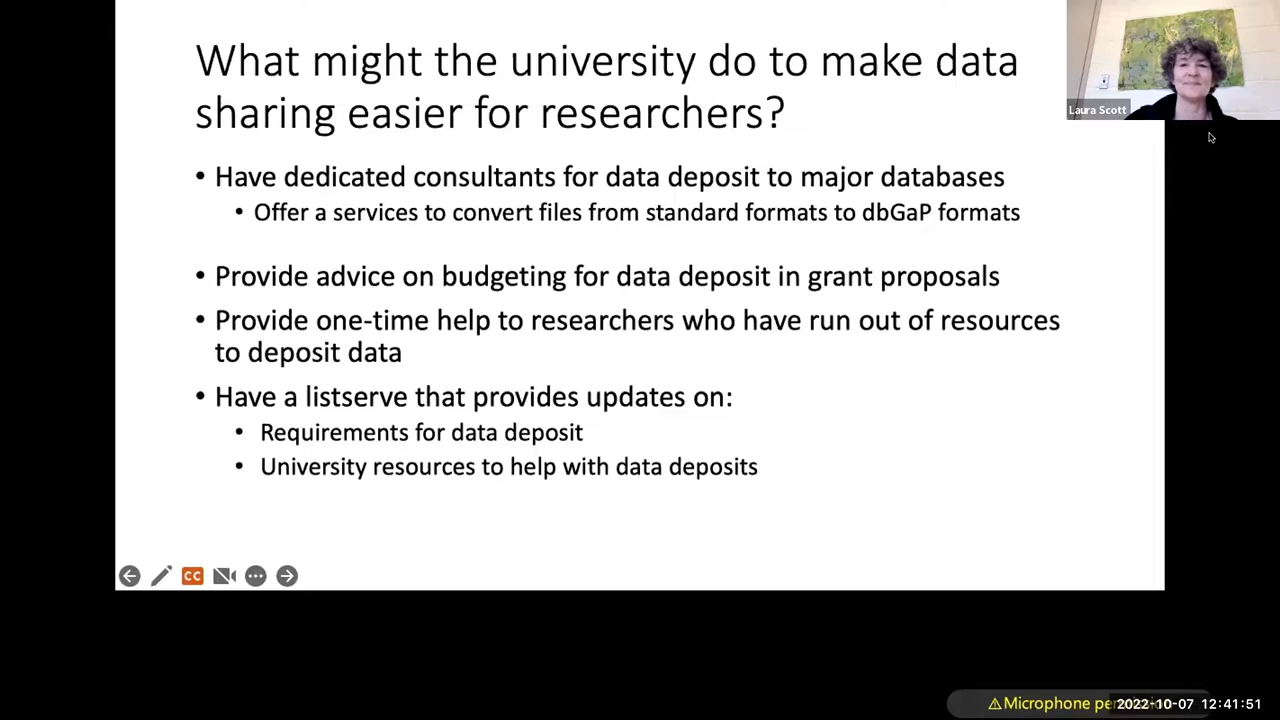 What might the university do to make data
sharing easier for researchers?
• Have dedicated consultants for data deposit to major databases
• Offer a services to convert files from standard formats to dbGaP formats
• Provide advice on budgeting for data deposit in grant proposals
• Provide one-time help to researchers who have run out of resources
to deposit data
• Have a listserve that provides updates on:
• Requirements for data deposit
• University resources to help with data deposits
Laura Scott
CC
Microphone
2022-10-07 12:41:51